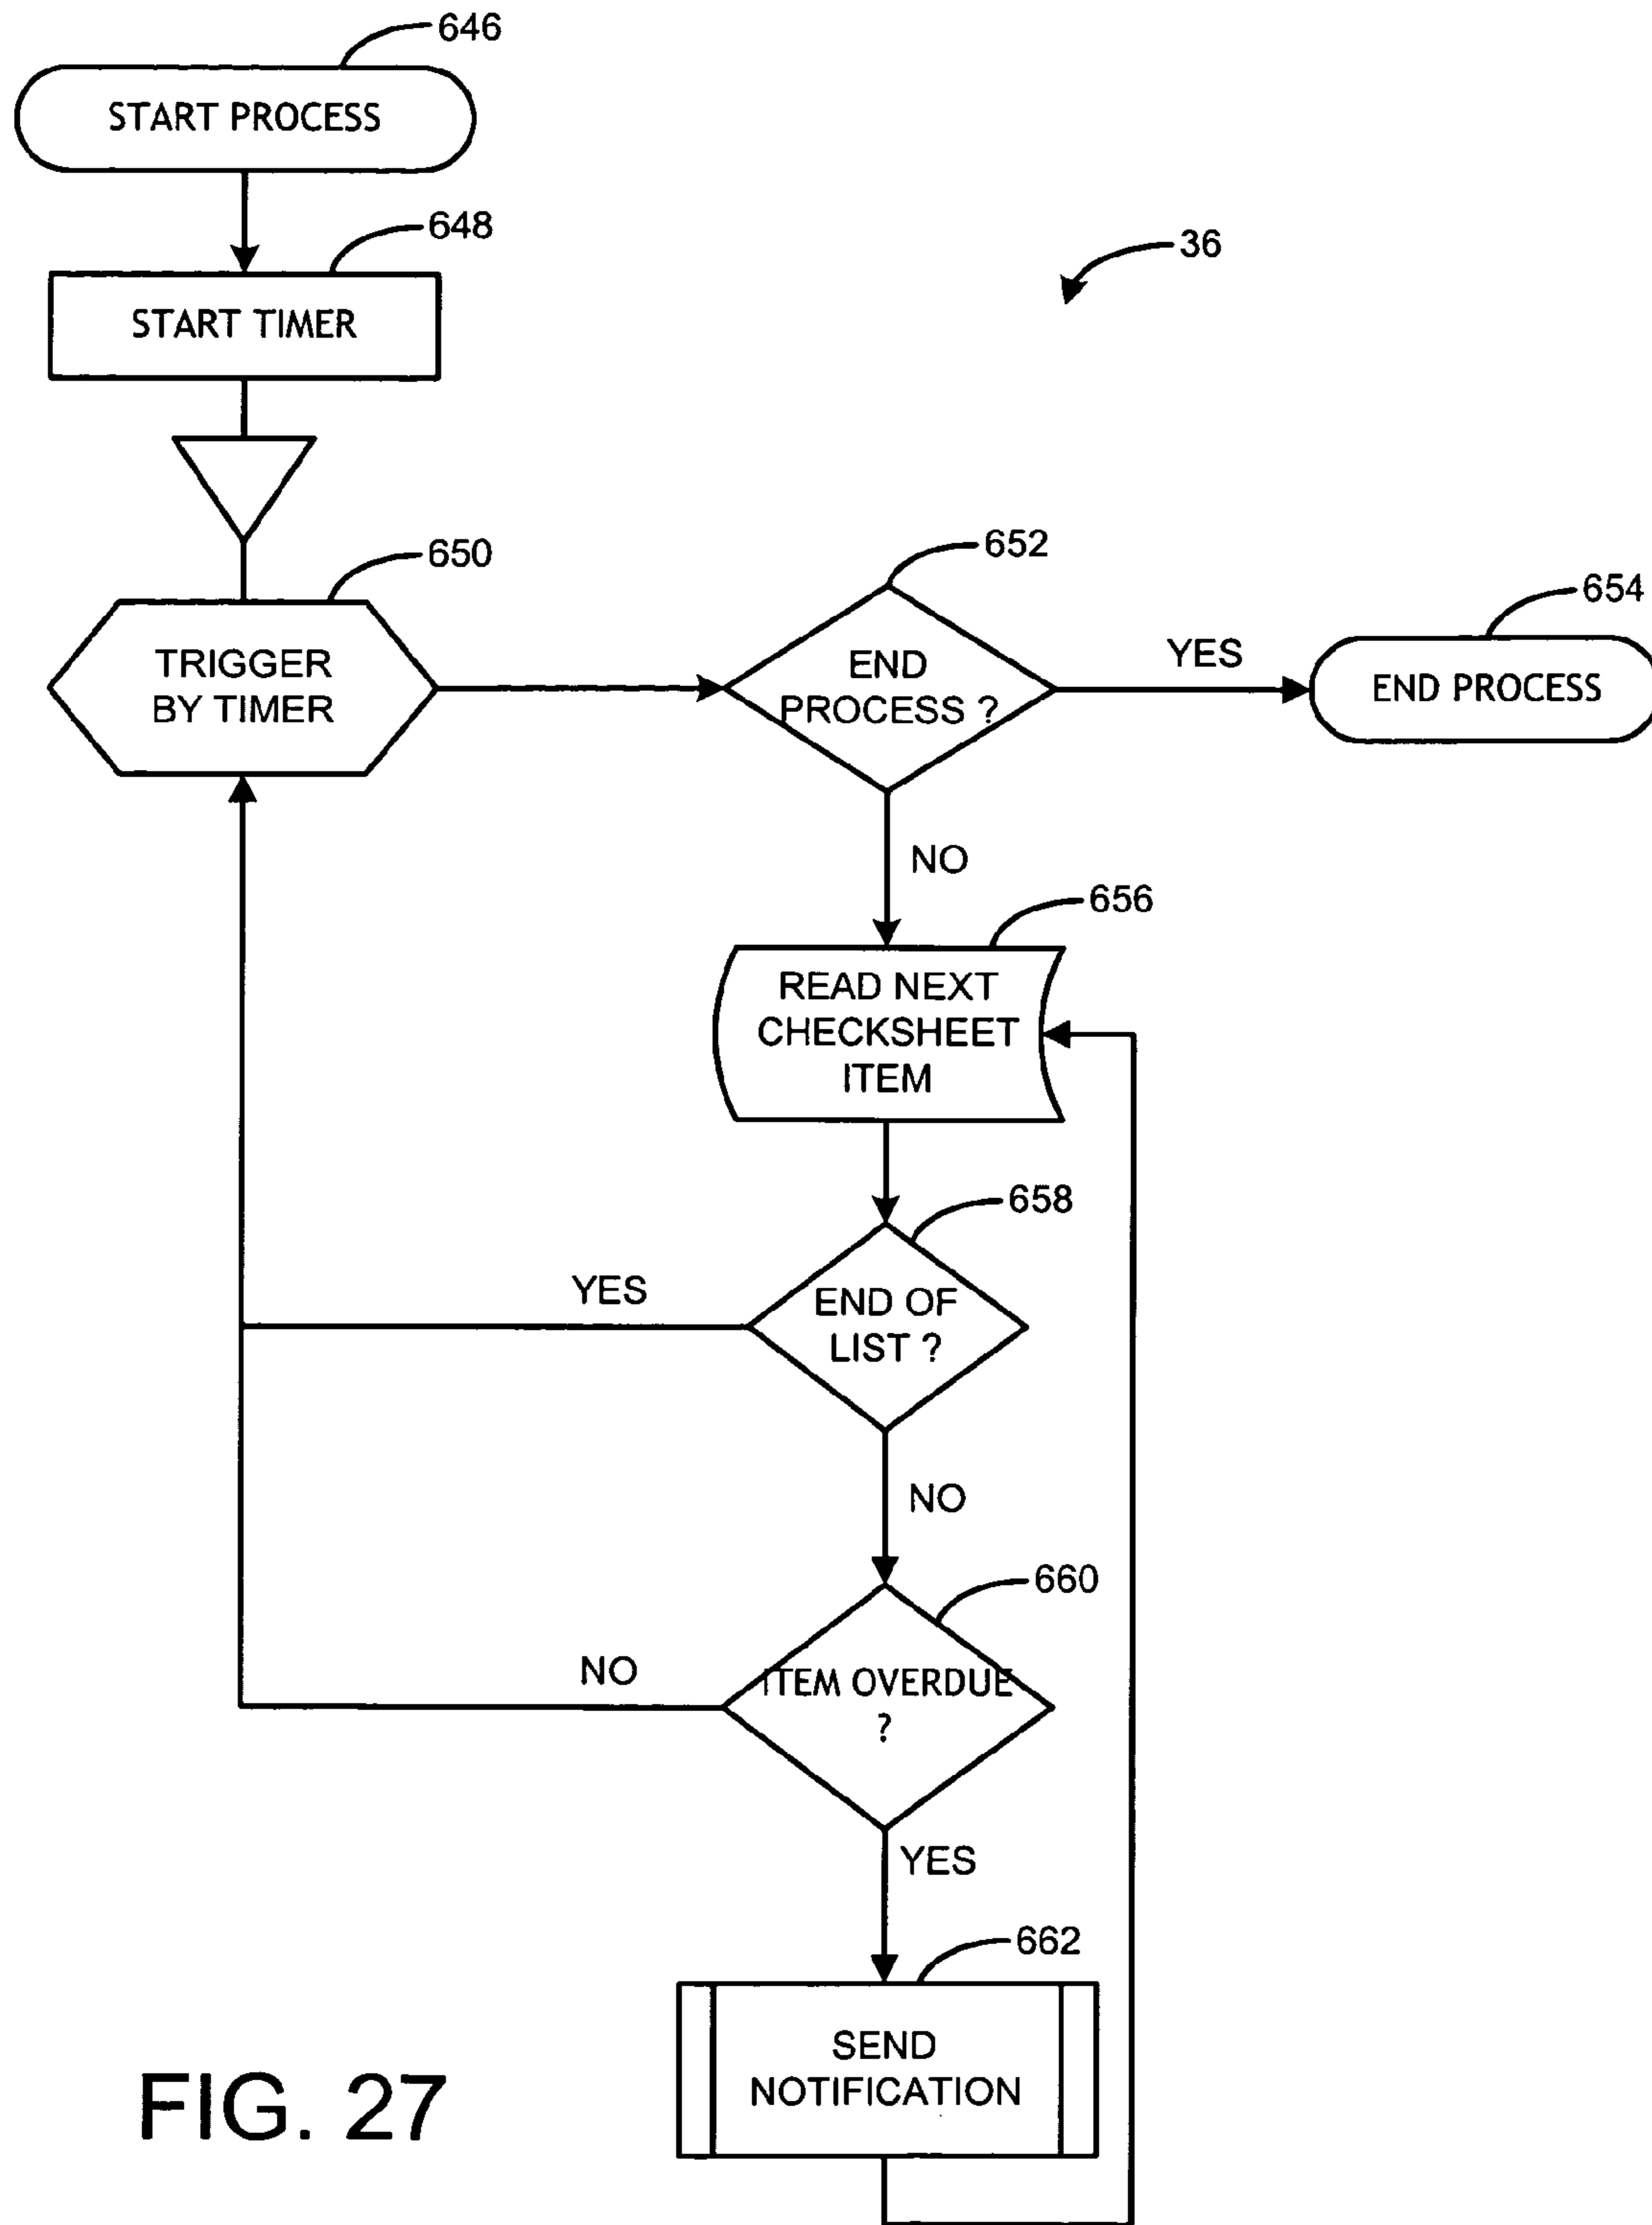 646
START PROCESS
648
START TIMER
36
650
TRIGGER
BY TIMER
652
END
PROCESS ?
YES
654
END PROCESS
NO
656
READ NEXT
CHECKSHEET
ITEM
658
END OF
LIST ?
YES
NO
660
ITEM OVERDUE
?
NO
YES
662
SEND
NOTIFICATION
FIG. 27